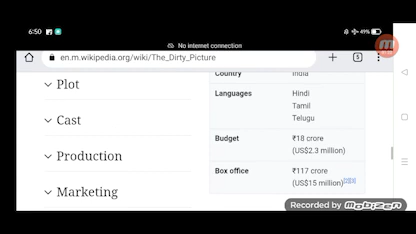 6:50
49%
No internet connection
en.m.wikipedia.org/wiki/The_Dirty_Picture
5
Country India
Plot
Languages Hindi
Tamil
Telugu
Cast
Budget ₹18 crore
(US$2.3 million)
Production
Box office ₹117 crore
(US$15 million)
Marketing
Recorded by mobizen